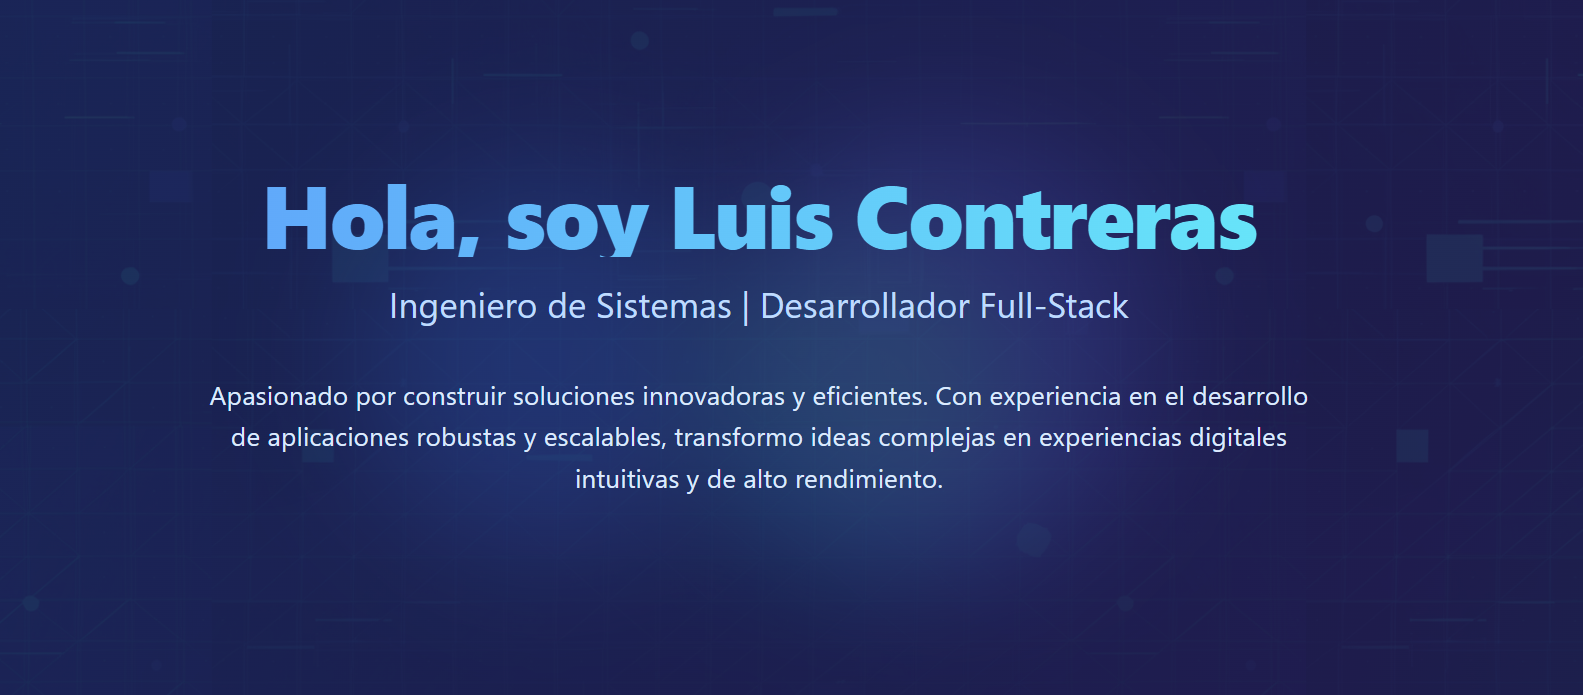 Hola, soy Luis Contreras
Ingeniero de Sistemas | Desarrollador Full-Stack
Apasionado por construir soluciones innovadoras y eficientes. Con experiencia en el desarrollo
de aplicaciones robustas y escalables, transformo ideas complejas en experiencias digitales
intuitivas y de alto rendimiento.